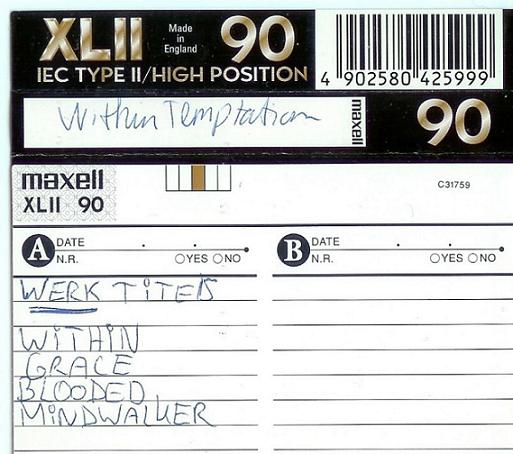 XLII Made in England 90
IEC TYPE II/HIGH POSITION
4 902580 425999
Within Temptation maxell 90
maxell
XLII 90
C31759
A DATE . .
N.R. YES NO
B DATE . .
N.R. YES NO
WERK TiTElS
WiTHiN
GRACE
BLOODED
MiNDWALKER